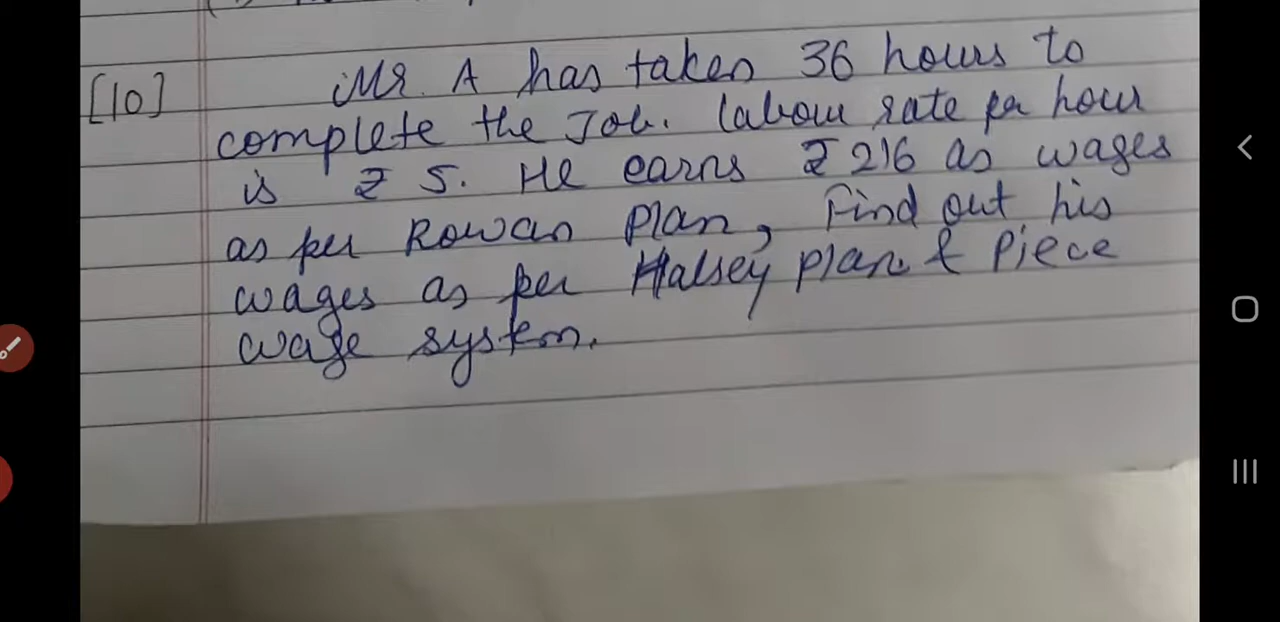 [10] Mr. A has taken 36 hours to
complete the Job. labour rate per hour
is ₹ 5. He earns ₹ 216 as wages
as per Rowan plan, Find out his
wages as per Halsey plan & Piece
wage system.